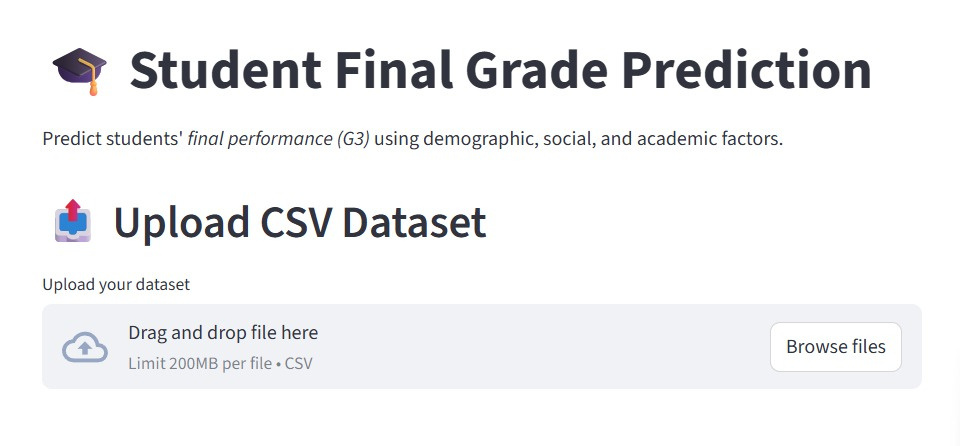 Student Final Grade Prediction
Predict students' final performance (G3) using demographic, social, and academic factors.
Upload CSV Dataset
Upload your dataset
Drag and drop file here
Limit 200MB per file • CSV
Browse files